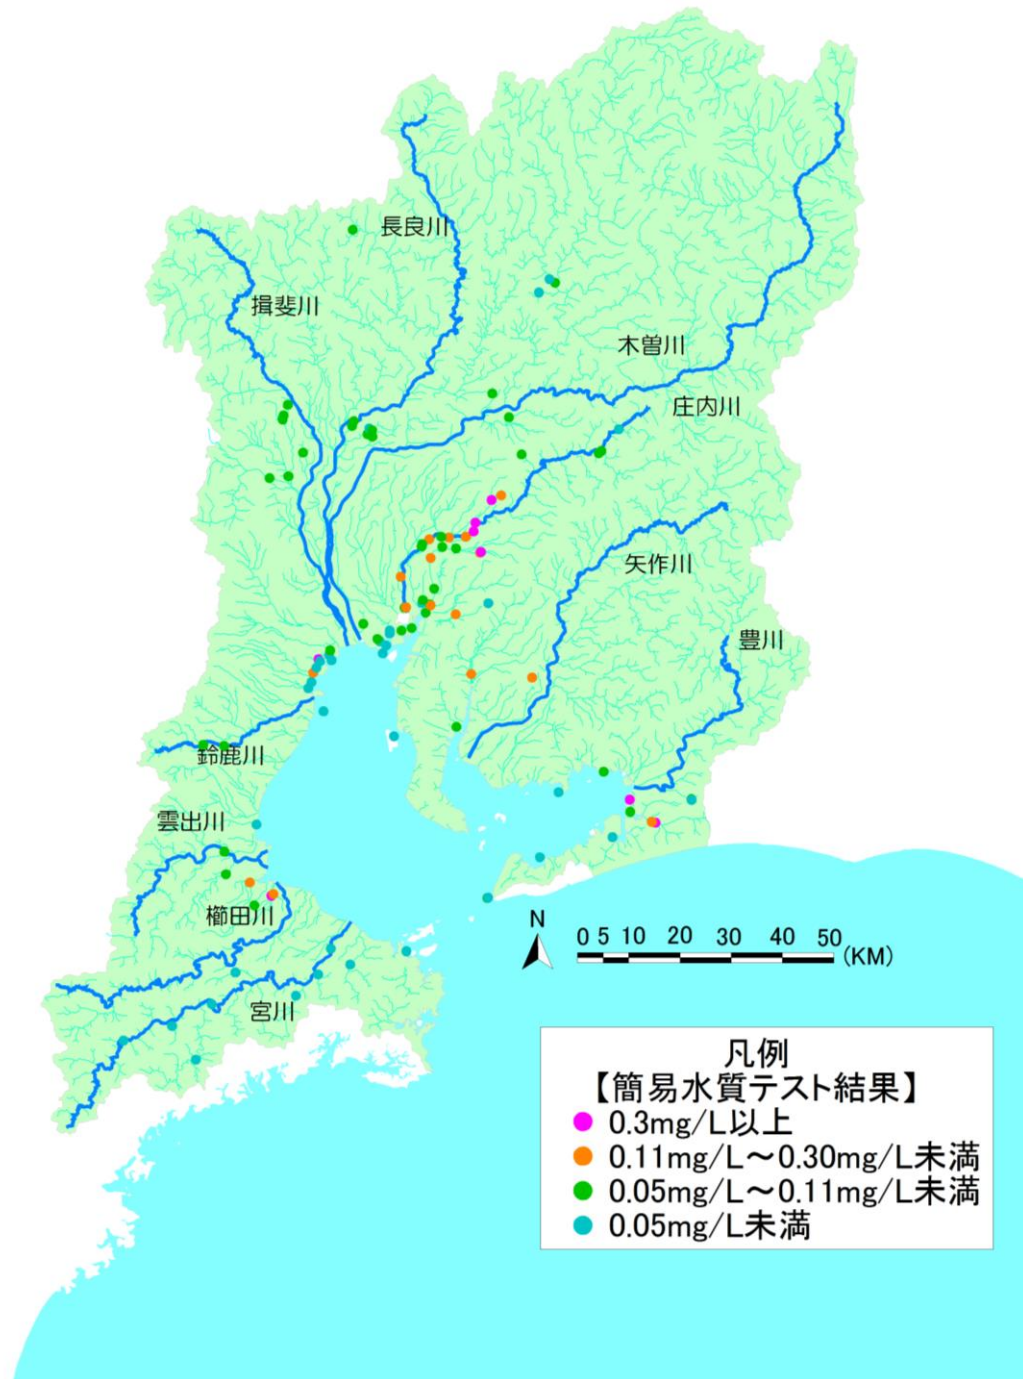 長良川
揖斐川
木曽川
庄内川
矢作川
豊川
鈴鹿川
雲出川
櫛田川
宮川
N
0 5 10 20 30 40 50
(KM)
凡例
【簡易水質テスト結果】
0.3mg/L以上
0.11mg/L～0.30mg/L未満
0.05mg/L～0.11mg/L未満
0.05mg/L未満